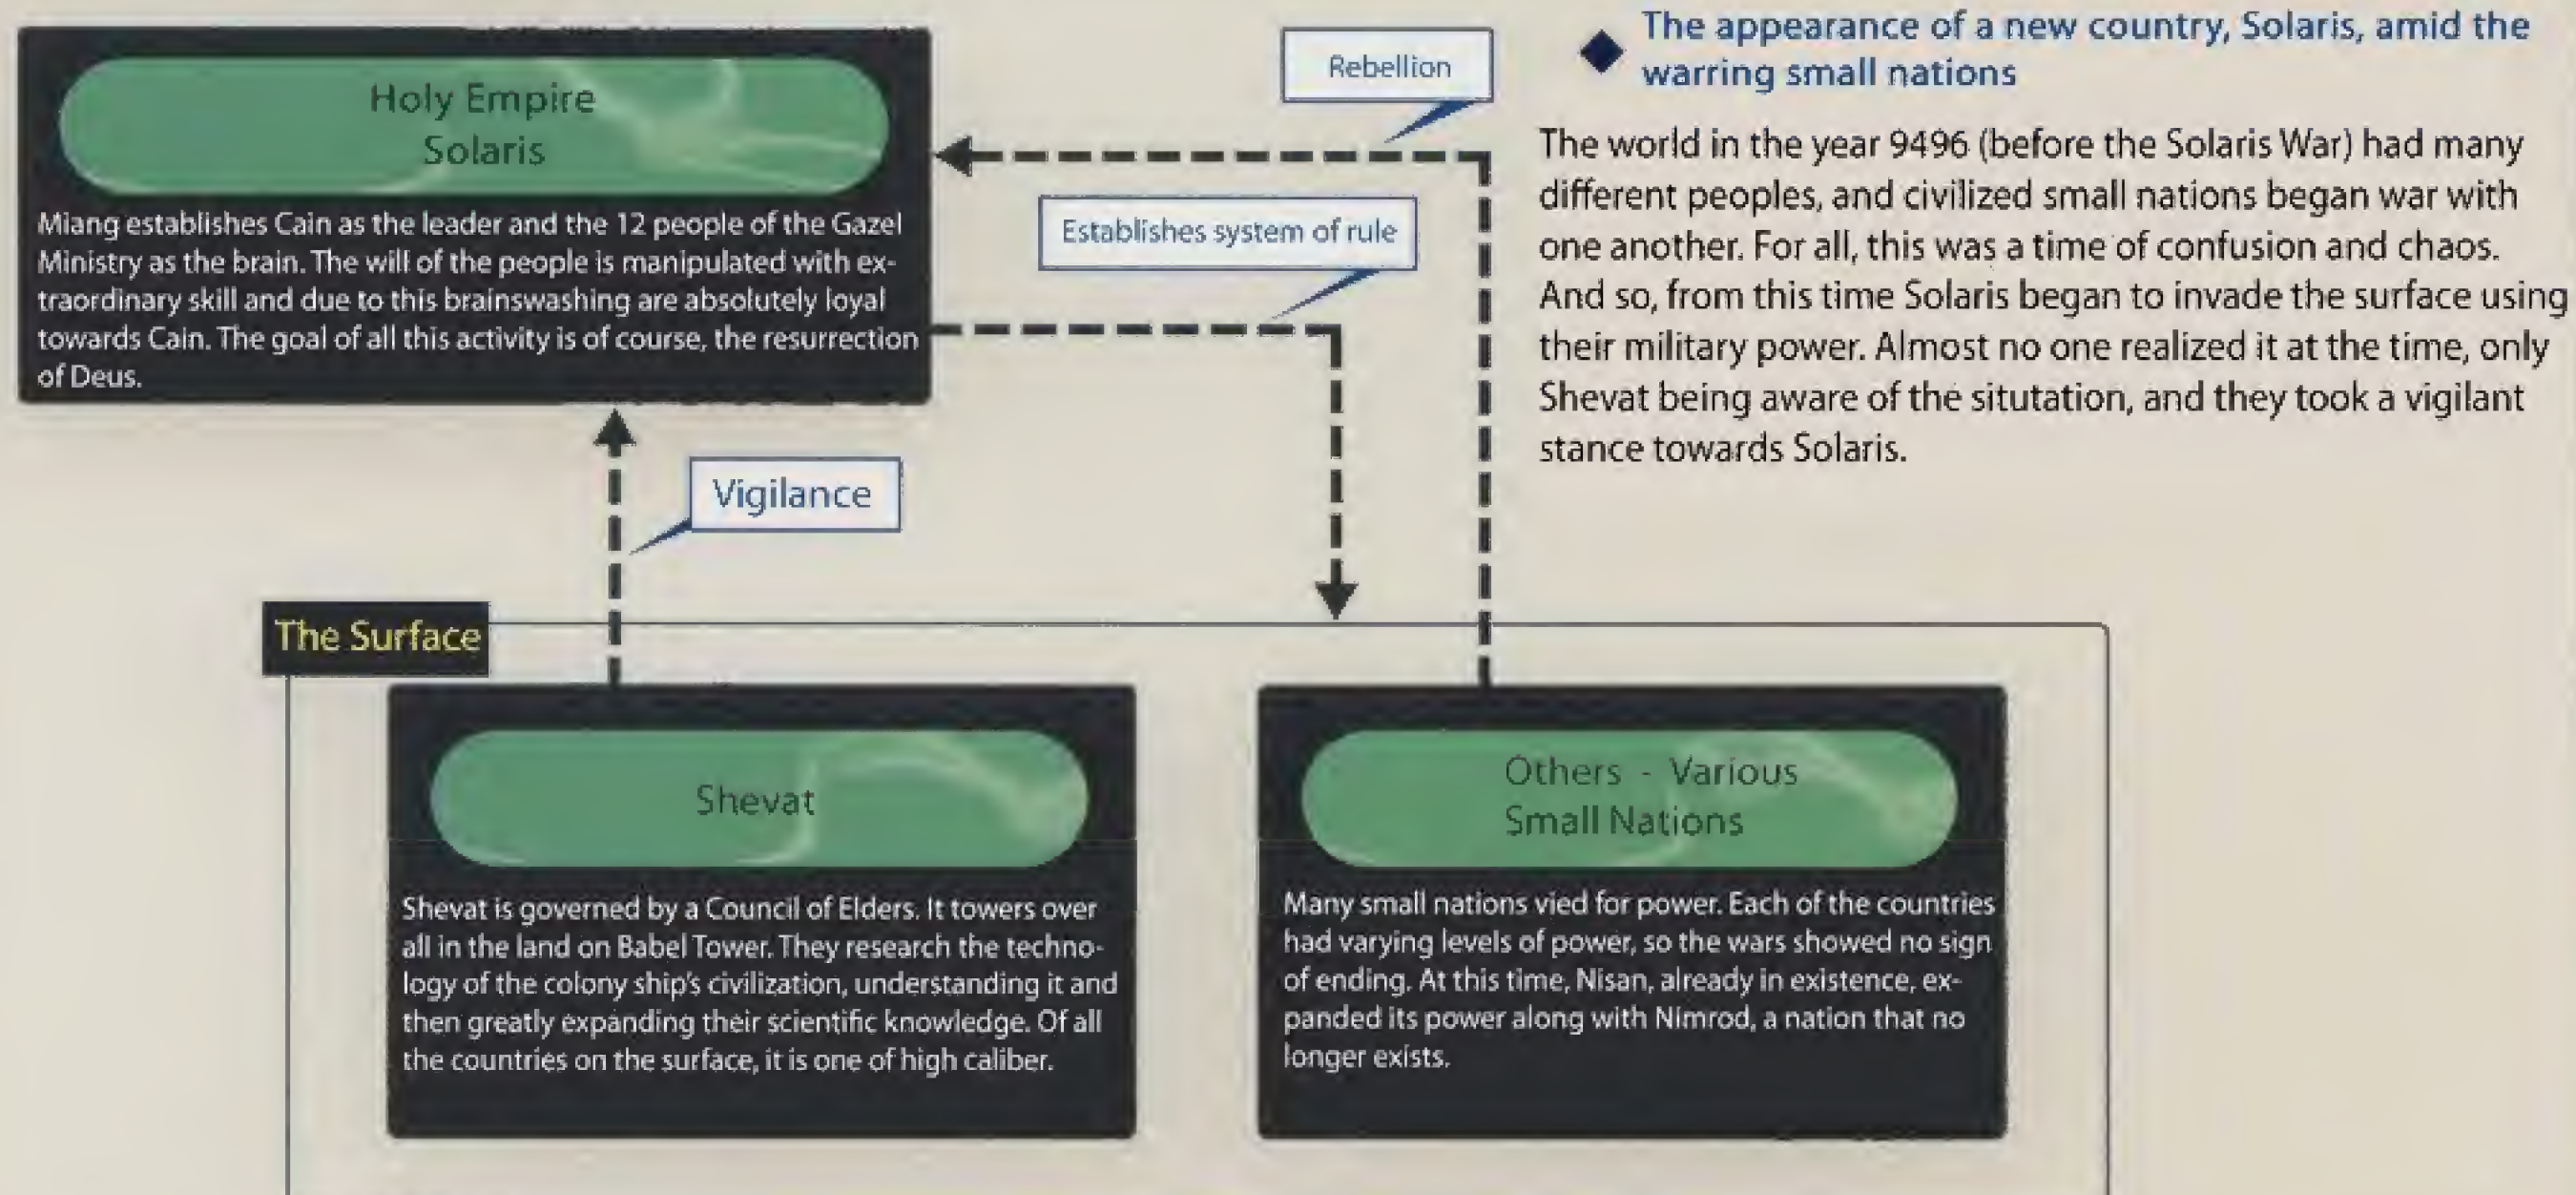 Holy Empire
Solaris
Miang establishes Cain as the leader and the 12 people of the Gazel
Ministry as the brain. The will of the people is manipulated with ex-
traordinary skill and due to this brainswashing are absolutely loyal
towards Cain. The goal of all this activity is of course, the resurrection
of Deus.
Rebellion
Establishes system of rule
Vigilance
The appearance of a new country, Solaris, amid the
warring small nations
The world in the year 9496 (before the Solaris War) had many
different peoples, and civilized small nations began war with
one another. For all, this was a time of confusion and chaos.
And so, from this time Solaris began to invade the surface using
their military power. Almost no one realized it at the time, only
Shevat being aware of the situtation, and they took a vigilant
stance towards Solaris.
The Surface
Shevat
Shevat is governed by a Council of Elders. It towers over
all in the land on Babel Tower. They research the techno-
logy of the colony ship's civilization, understanding it and
then greatly expanding their scientific knowledge. Of all
the countries on the surface, it is one of high caliber.
Others - Various
Small Nations
Many small nations vied for power. Each of the countries
had varying levels of power, so the wars showed no sign
of ending. At this time, Nisan, already in existence, ex-
panded its power along with Nimrod, a nation that no
longer exists.